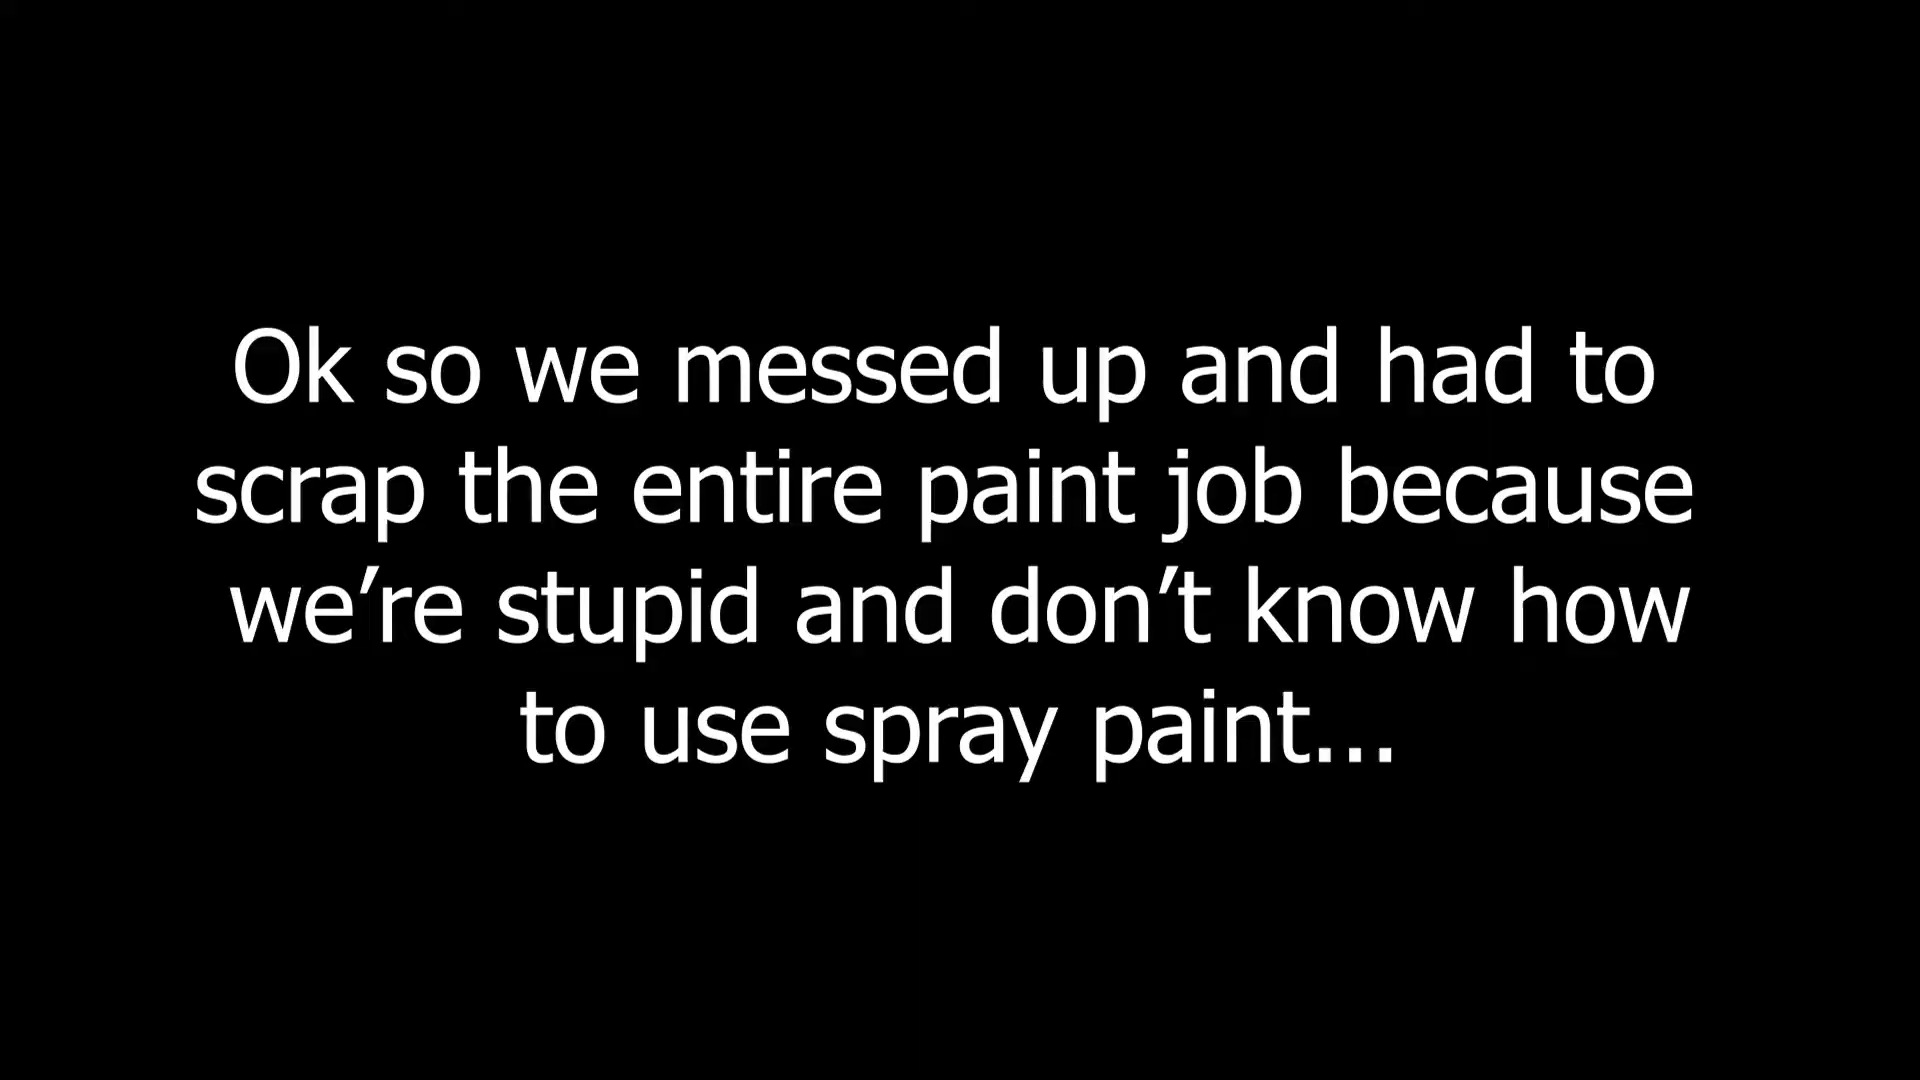 Ok so we messed up and had to
scrap the entire paint job because
we’re stupid and don’t know how
to use spray paint...